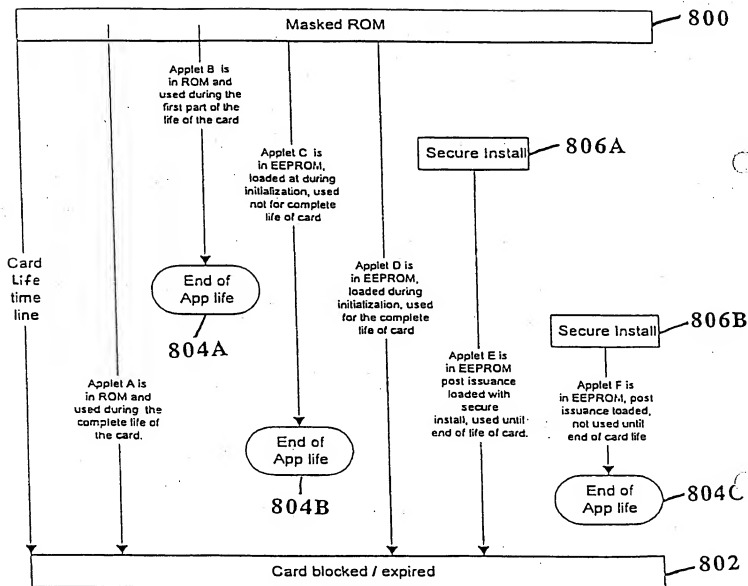 Masked ROM
800
Applet B is
in ROM and
used during the
first part of the
life of the card
Applet C is
in EEPROM,
loaded at during
initialization, used
not for complete
life of card
Secure Install
806A
Card
Life
time
line
End of
App life
804A
Applet D is
in EEPROM,
loaded during
initialization, used
for the complete
life of card
Secure Install
806B
Applet A is
in ROM and
used during the
complete life of
the card.
Applet E is
in EEPROM
post issuance
loaded with
secure
install, used until
end of life of card.
Applet F is
in EEPROM, post
issuance loaded,
not used until
end of card life
End of
App life
804B
End of
App life
804C
Card blocked / expired
802